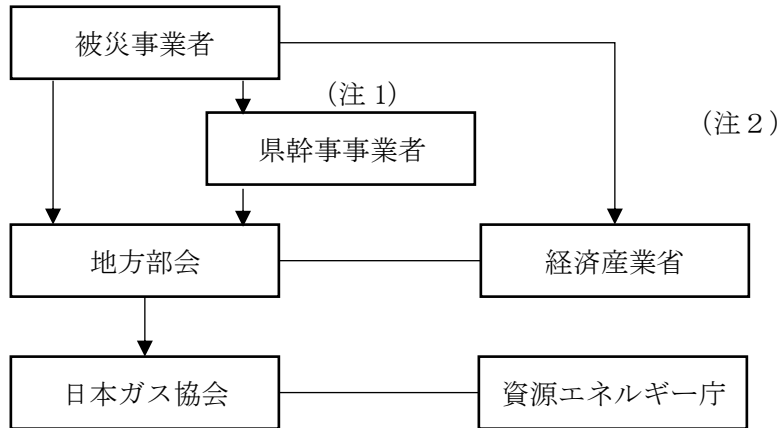 被災事業者
(注 1)
(注２)
県幹事事業者
地方部会
経済産業省
日本ガス協会
資源エネルギー庁